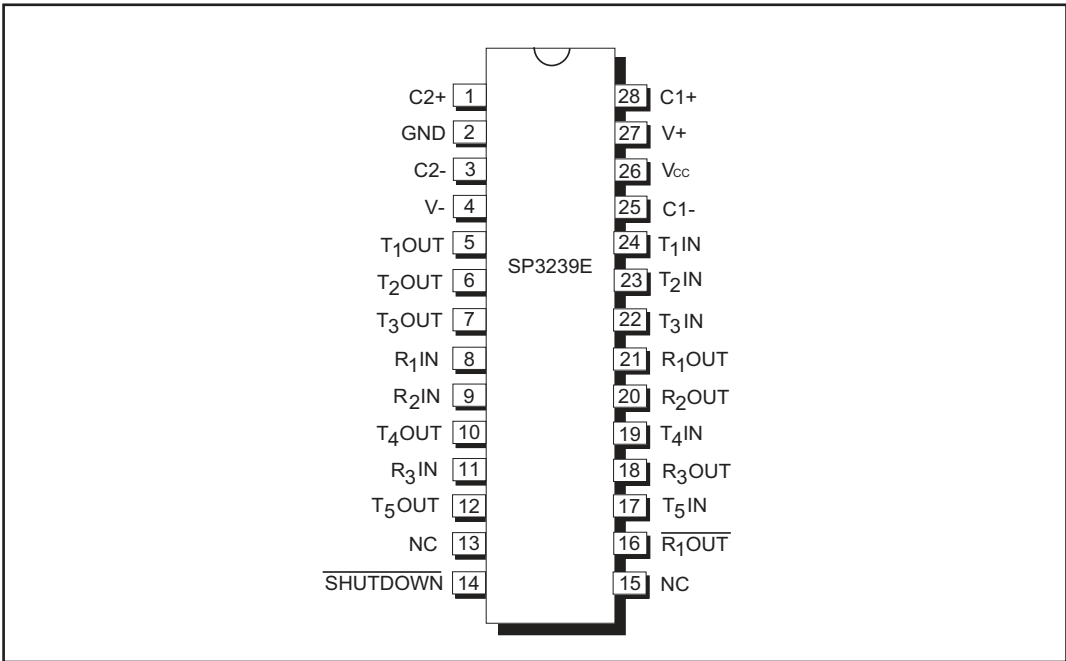 C2+ 1 28 C1+
GND 2 27 V+
C2- 3 26 Vcc
V- 4 25 C1-
T1OUT 5 24 T1IN
SP3239E
T2OUT 6 23 T2IN
T3OUT 7 22 T3IN
R1IN 8 21 R1OUT
R2IN 9 20 R2OUT
T4OUT 10 19 T4IN
R3IN 11 18 R3OUT
T5OUT 12 17 T5IN
NC 13 16 R1OUT
SHUTDOWN 14 15 NC